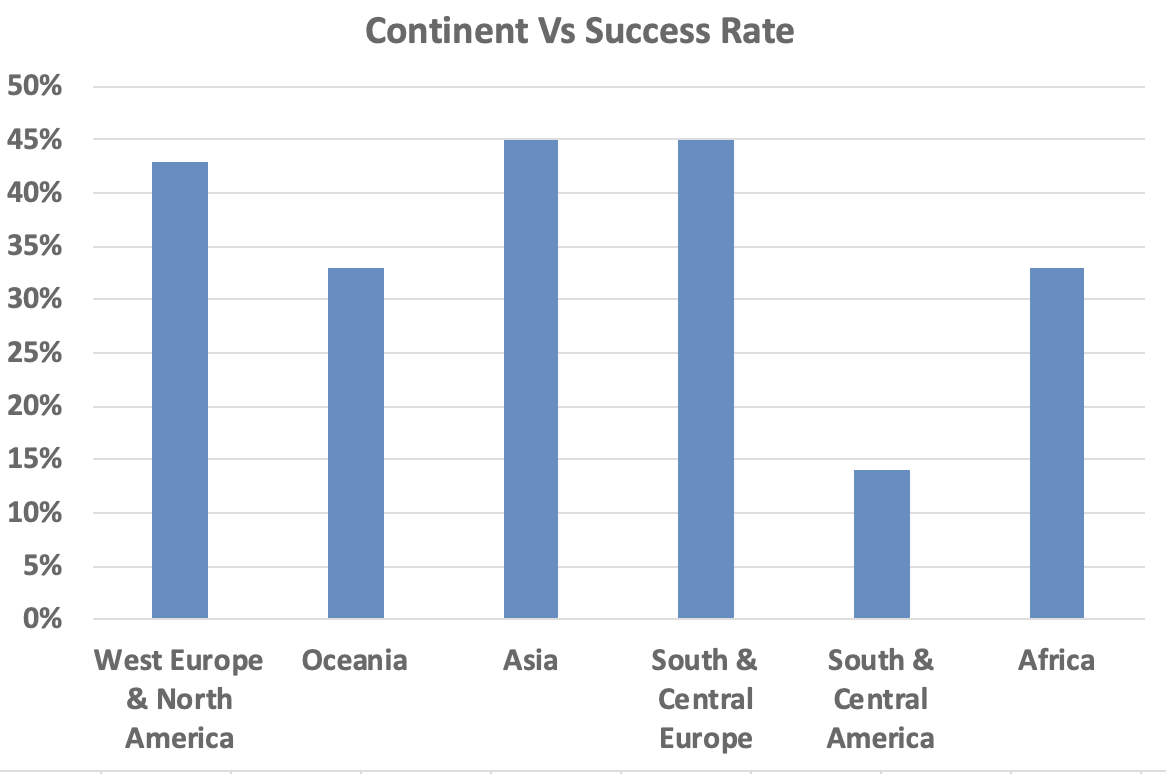 Continent Vs Success Rate
50%
45%
40%
35%
30%
25%
20%
15%
10%
5%
0%
West Europe
& North
America
Oceania
Asia
South &
Central
Europe
South &
Central
America
Africa